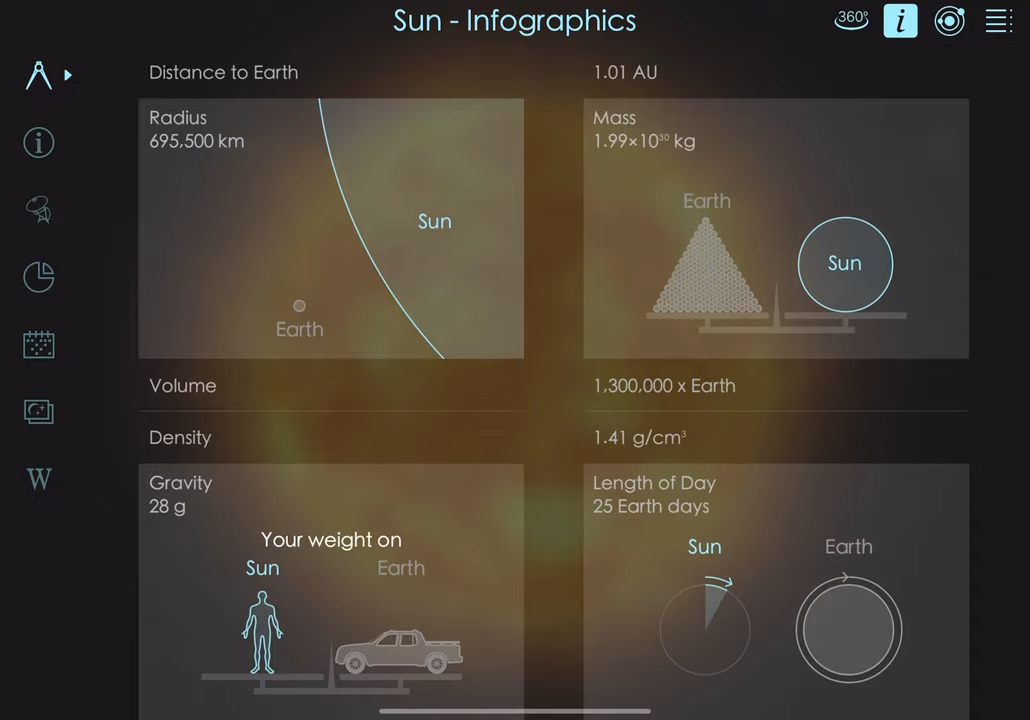 Sun - Infographics
360°
i
Distance to Earth
1.01 AU
Radius
695,500 km
Sun
Earth
Mass
1.99×10³⁰ kg
Earth
Sun
Volume
1,300,000 x Earth
Density
1.41 g/cm³
Gravity
28 g
Your weight on
Sun
Earth
Length of Day
25 Earth days
Sun
Earth
i
W